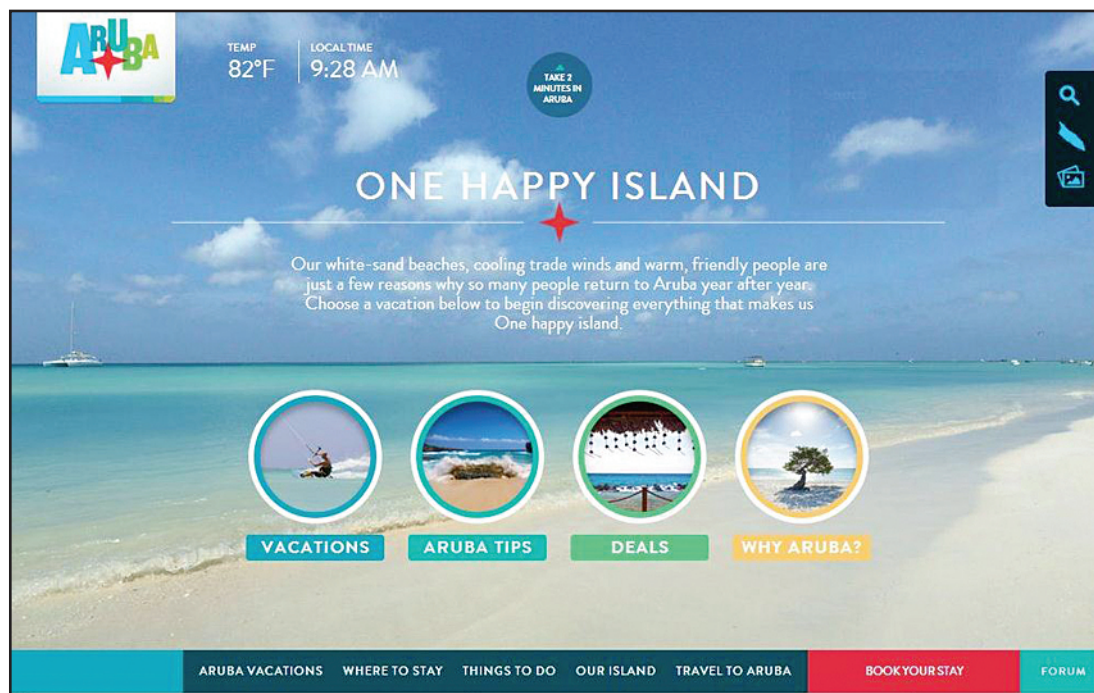 ARUBA
TEMP
82°F
LOCAL TIME
9:28 AM
TAKE 2
MINUTES IN
ARUBA
ONE HAPPY ISLAND
Our white-sand beaches, cooling trade winds and warm, friendly people are
just a few reasons why so many people return to Aruba year after year.
Choose a vacation below to begin discovering everything that makes us
One happy island.
VACATIONS
ARUBA TIPS
DEALS
WHY ARUBA?
ARUBA VACATIONS WHERE TO STAY THINGS TO DO OUR ISLAND TRAVEL TO ARUBA BOOK YOUR STAY FORUM